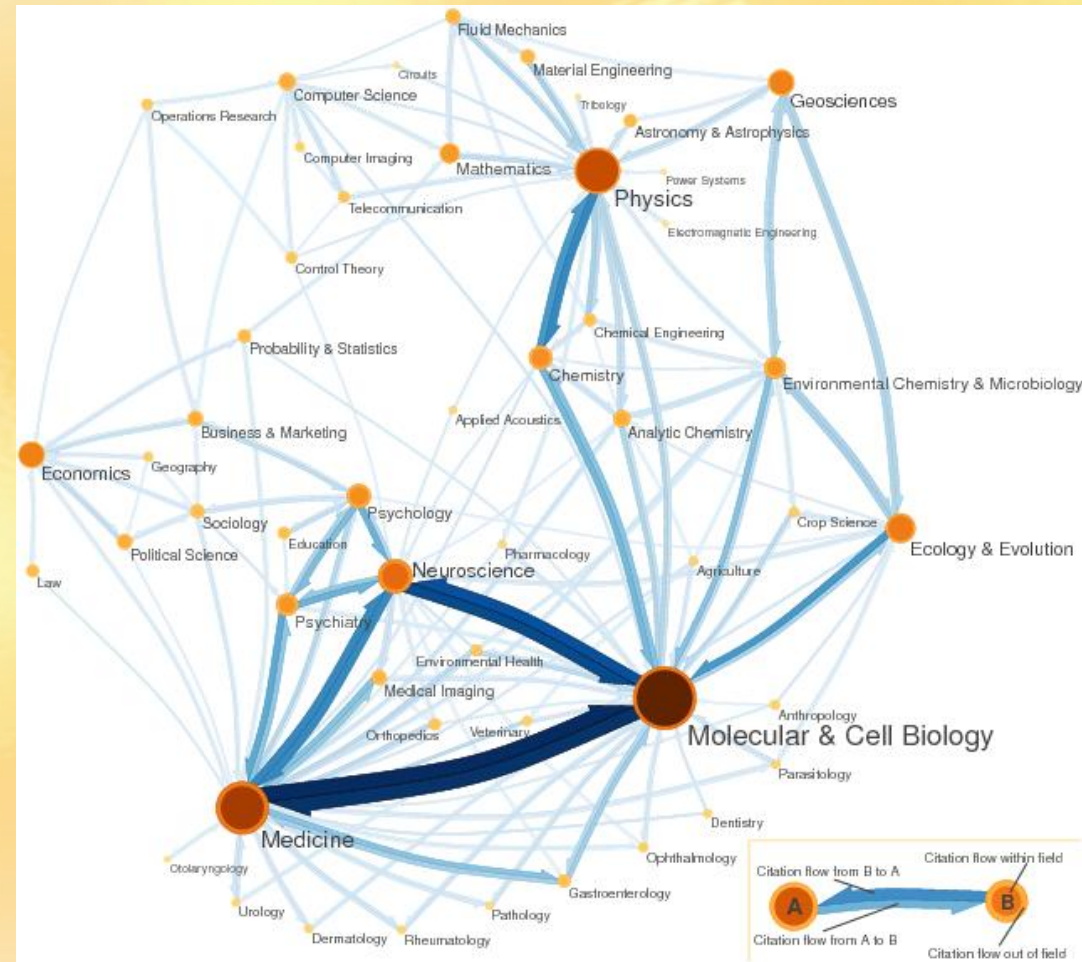 Fluid Mechanics
Circuits
Material Engineering
Computer Science
Geosciences
Operations Research
Tribology
Astronomy & Astrophysics
Computer Imaging
Mathematics
Power Systems
Physics
Telecommunication
Electromagnetic Engineering
Control Theory
Chemical Engineering
Probability & Statistics
Chemistry
Environmental Chemistry & Microbiology
Applied Acoustics
Business & Marketing
Analytic Chemistry
Geography
Economics
Psychology
Sociology
Crop Science
Education
Political Science
Pharmacology
Ecology & Evolution
Neuroscience
Agriculture
Law
Psychiatry
Environmental Health
Medical Imaging
Anthropology
Orthopedics
Veterinary
Molecular & Cell Biology
Parasitology
Dentistry
Medicine
Ophthalmology
Otolaryngology
Gastroenterology
Urology
Pathology
Dermatology
Rheumatology
Citation flow from B to A
Citation flow within field
A
B
Citation flow from A to B
Citation flow out of field